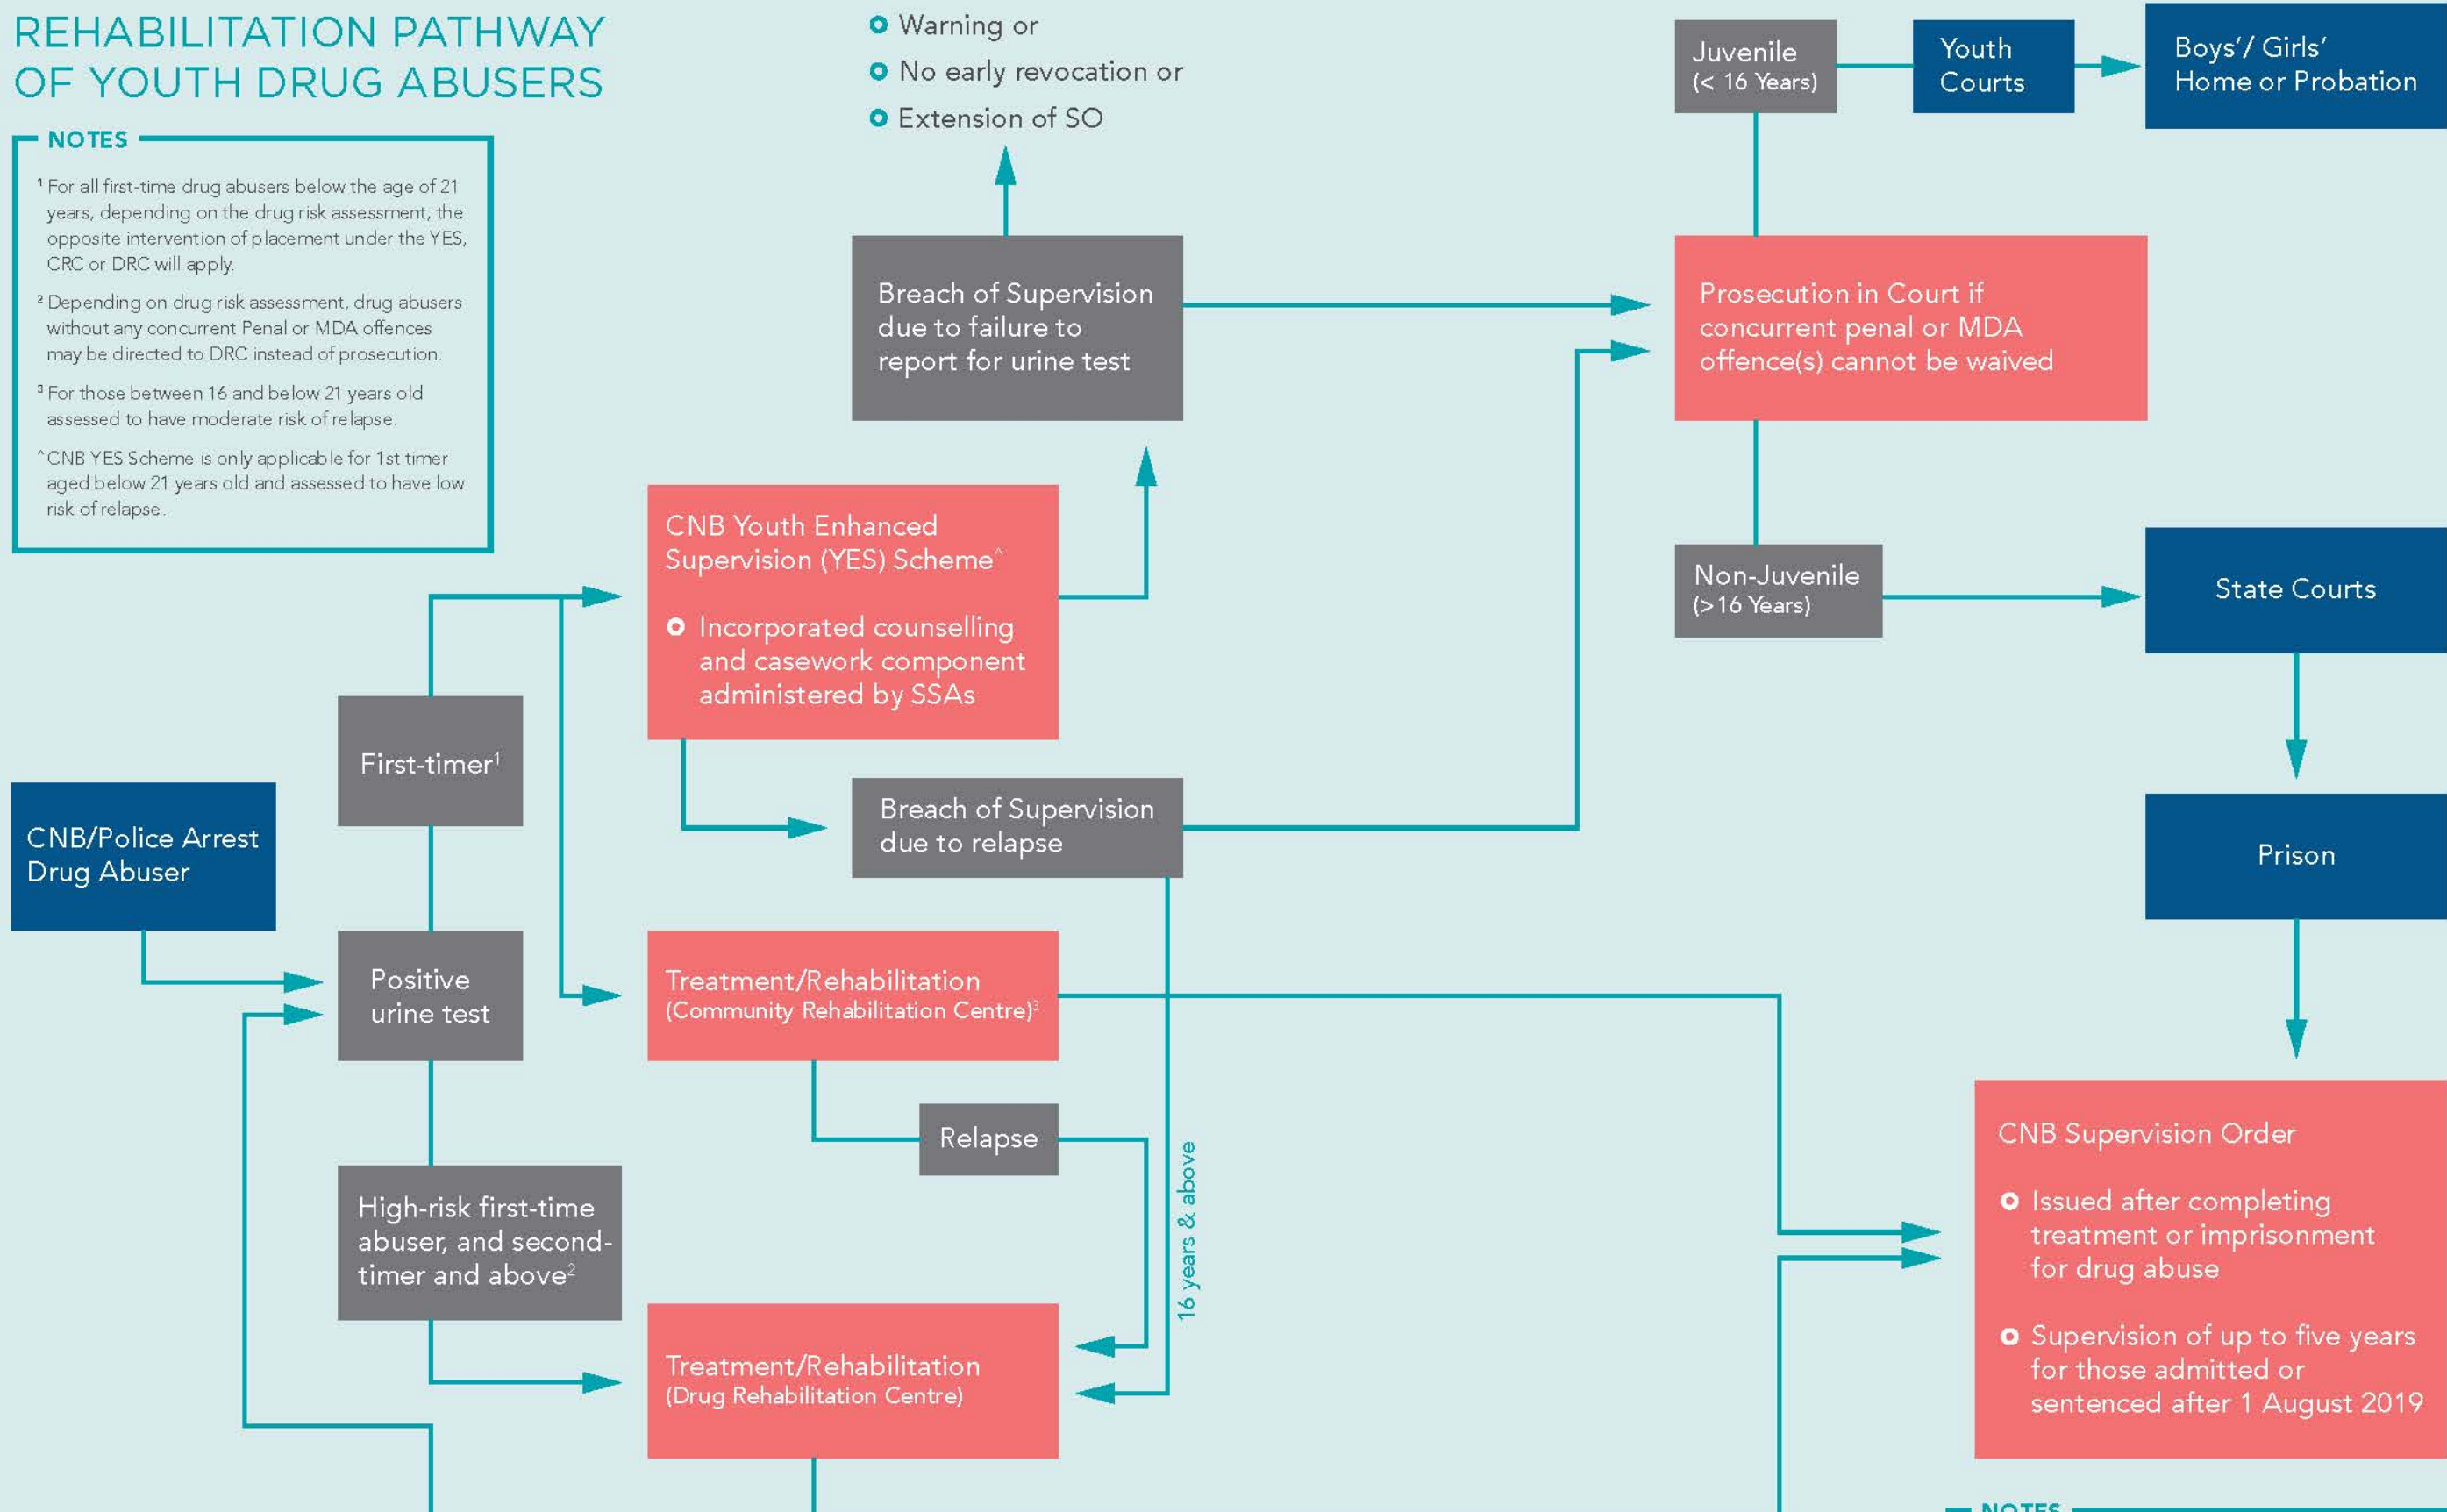 REHABILITATION PATHWAY
OF YOUTH DRUG ABUSERS
NOTES
¹ For all first-time drug abusers below the age of 21
years, depending on the drug risk assessment, the
opposite intervention of placement under the YES,
CRC or DRC will apply.
² Depending on drug risk assessment, drug abusers
without any concurrent Penal or MDA offences
may be directed to DRC instead of prosecution.
³ For those between 16 and below 21 years old
assessed to have moderate risk of relapse.
^ CNB YES Scheme is only applicable for 1st timer
aged below 21 years old and assessed to have low
risk of relapse.
Warning or
No early revocation or
Extension of SO
Juvenile
(< 16 Years)
Youth
Courts
Boys’/ Girls’
Home or Probation
Breach of Supervision
due to failure to
report for urine test
Prosecution in Court if
concurrent penal or MDA
offence(s) cannot be waived
CNB Youth Enhanced
Supervision (YES) Scheme^
Incorporated counselling
and casework component
administered by SSAs
Non-Juvenile
(>16 Years)
State Courts
First-timer¹
CNB/Police Arrest
Drug Abuser
Breach of Supervision
due to relapse
Prison
Positive
urine test
Treatment/Rehabilitation
(Community Rehabilitation Centre)³
Relapse
16 years & above
High-risk first-time
abuser, and second-
timer and above²
Treatment/Rehabilitation
(Drug Rehabilitation Centre)
CNB Supervision Order
Issued after completing
treatment or imprisonment
for drug abuse
Supervision of up to five years
for those admitted or
sentenced after 1 August 2019
NOTES